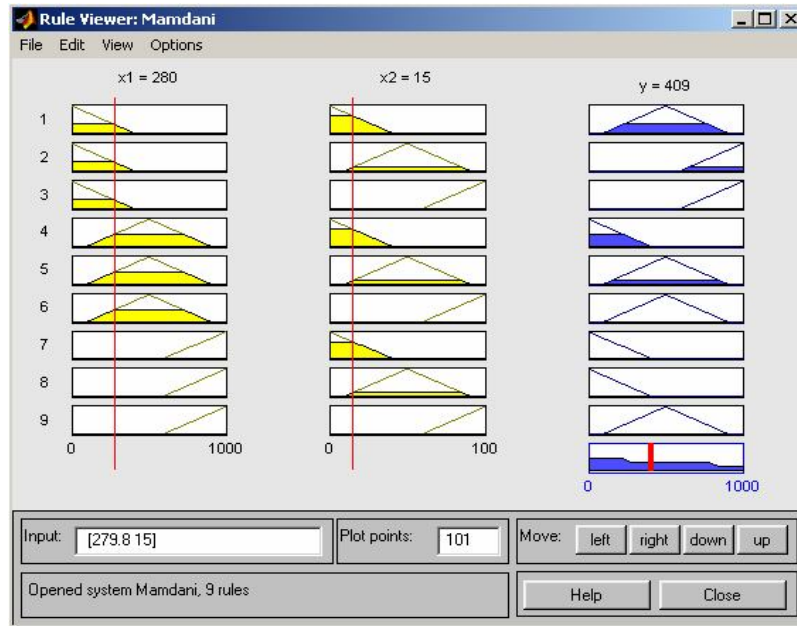 Rule Viewer: Mamdani
File Edit View Options
x1 = 280 x2 = 15 y = 409
1
2
3
4
5
6
7
8
9
0 1000 0 100
0 1000
Input: [279.8 15] Plot points: 101 Move: left right down up
Opened system Mamdani, 9 rules Help Close